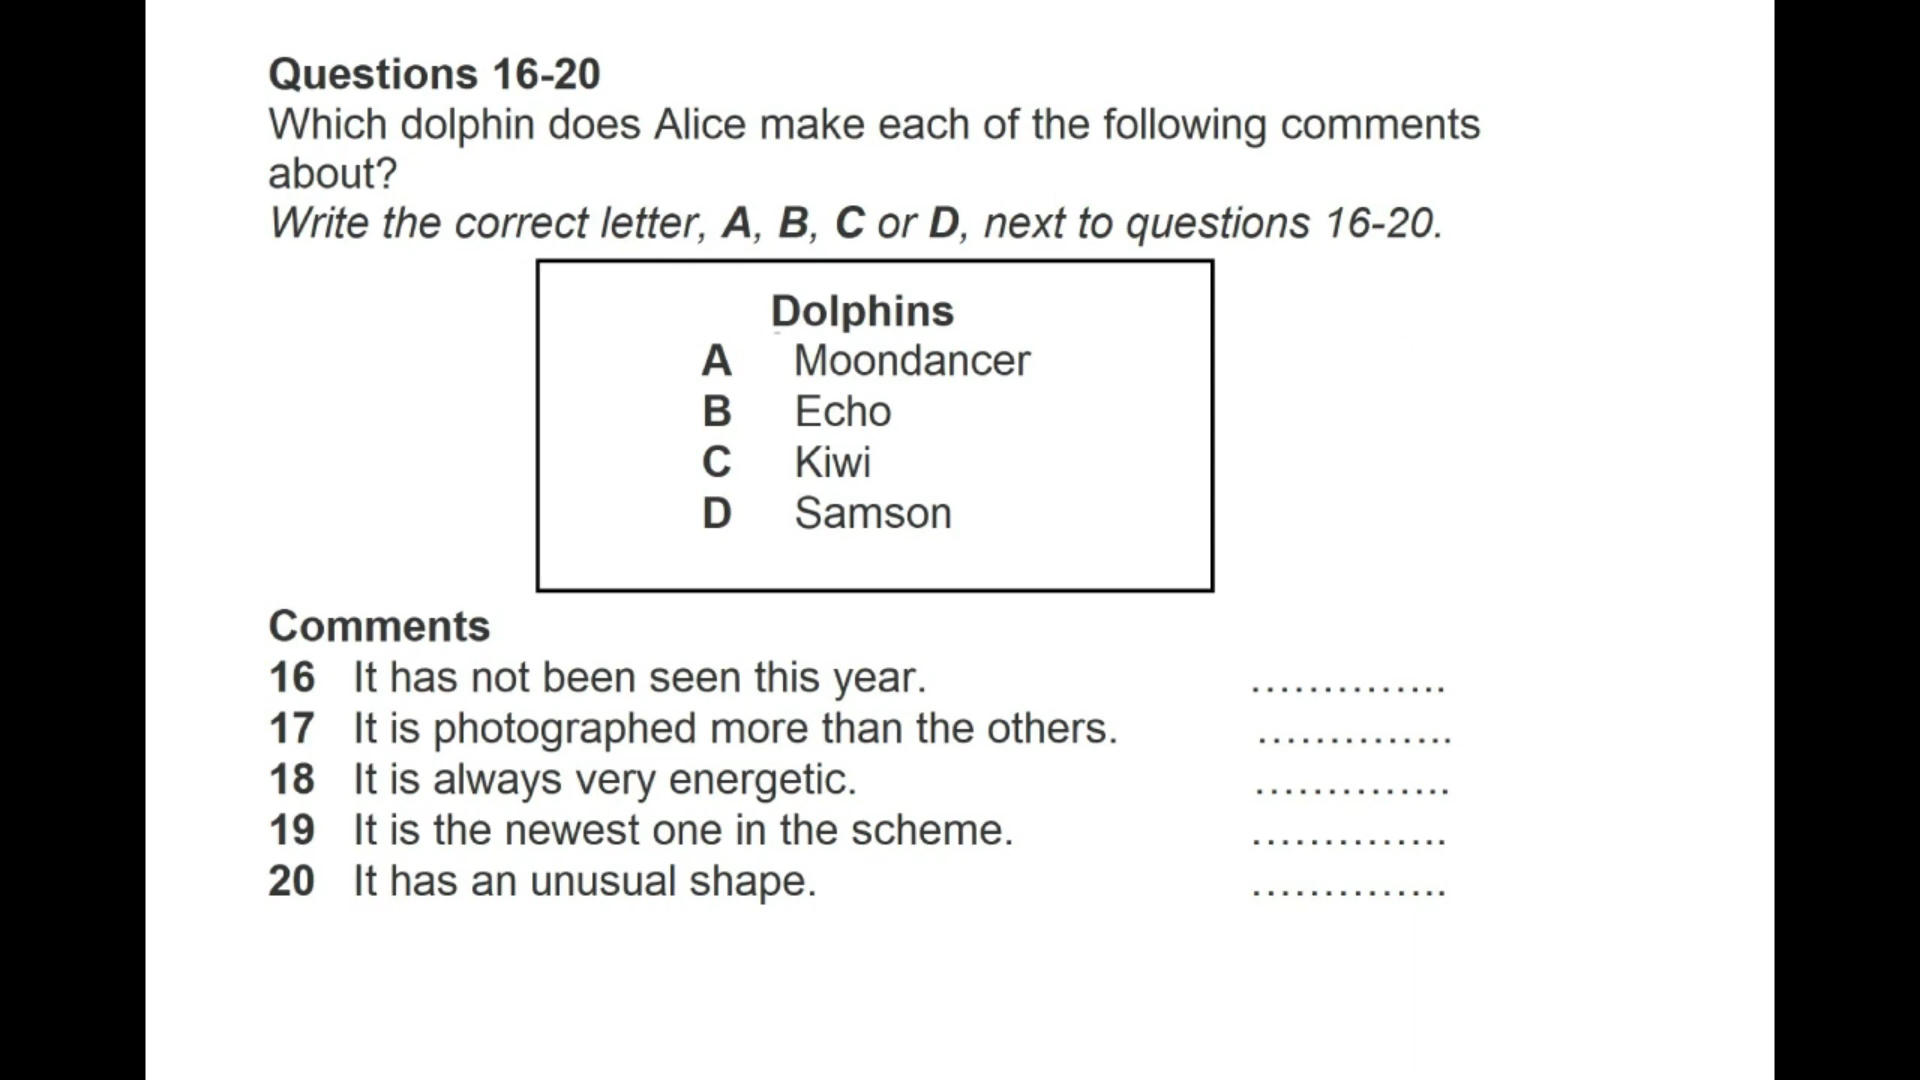 Questions 16-20
Which dolphin does Alice make each of the following comments
about?
Write the correct letter, A, B, C or D, next to questions 16-20.
Dolphins
A Moondancer
B Echo
C Kiwi
D Samson
Comments
16 It has not been seen this year. …………..
17 It is photographed more than the others. …………..
18 It is always very energetic. …………..
19 It is the newest one in the scheme. …………..
20 It has an unusual shape. …………..